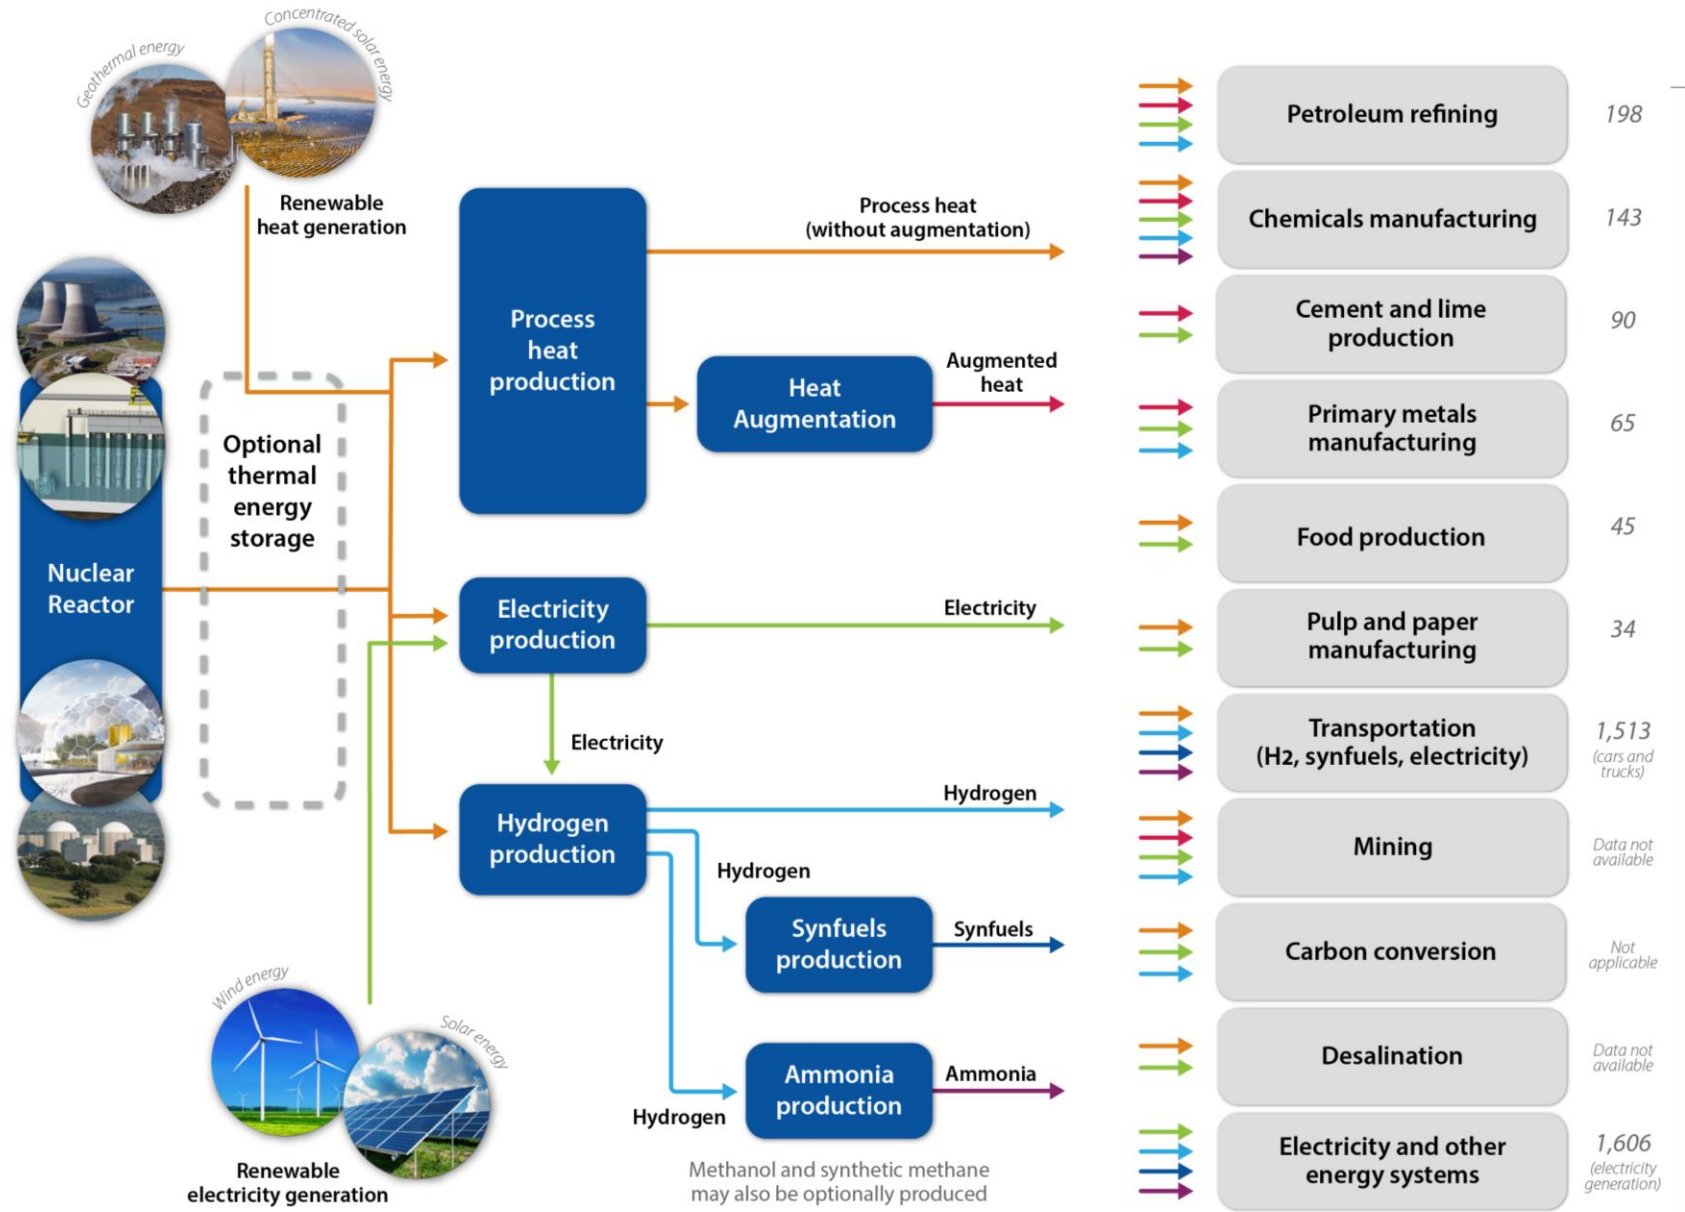 Geothermal energy
Concentrated solar energy
Renewable
heat generation
Nuclear
Reactor
Optional
thermal
energy
storage
Process
heat
production
Process heat
(without augmentation)
Heat
Augmentation
Augmented
heat
Electricity
production
Electricity
Electricity
Hydrogen
production
Hydrogen
Hydrogen
Synfuels
production
Synfuels
Hydrogen
Ammonia
production
Ammonia
Methanol and synthetic methane
may also be optionally produced
Wind energy
Solar energy
Renewable
electricity generation
Petroleum refining
198
Chemicals manufacturing
143
Cement and lime
production
90
Primary metals
manufacturing
65
Food production
45
Pulp and paper
manufacturing
34
Transportation
(H2, synfuels, electricity)
1,513
(cars and
trucks)
Mining
Data not
available
Carbon conversion
Not
applicable
Desalination
Data not
available
Electricity and other
energy systems
1,606
(electricity
generation)